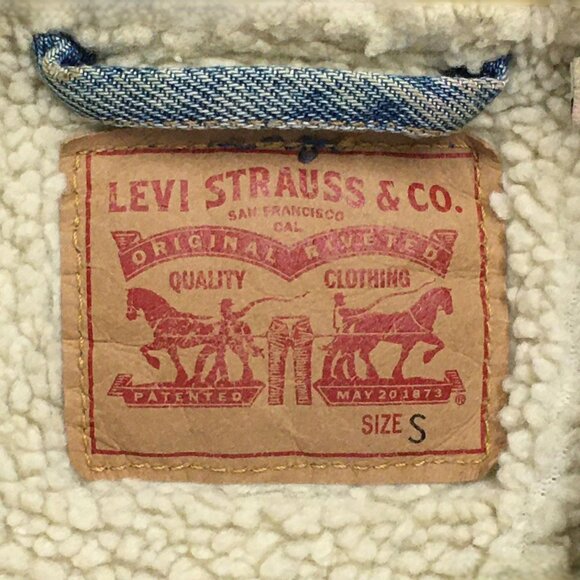 LEVI STRAUSS & CO.
SAN FRANCISCO
CAL
ORIGINAL RIVETED
QUALITY CLOTHING
PATENTED MAY 20 1873
®
SIZE S